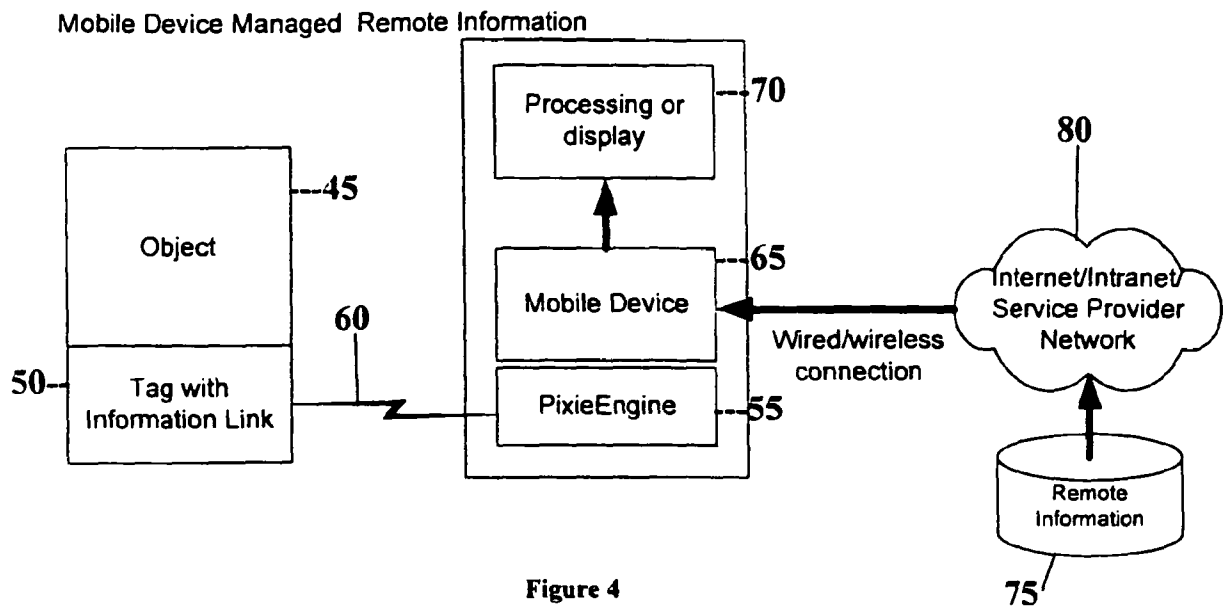 Mobile Device Managed Remote Information
Processing or
display
70
80
45
Object
65
Mobile Device
Internet/Intranet/
Service Provider
Network
60
Wired/wireless
connection
50
Tag with
Information Link
PixieEngine
55
Remote
Information
75
Figure 4